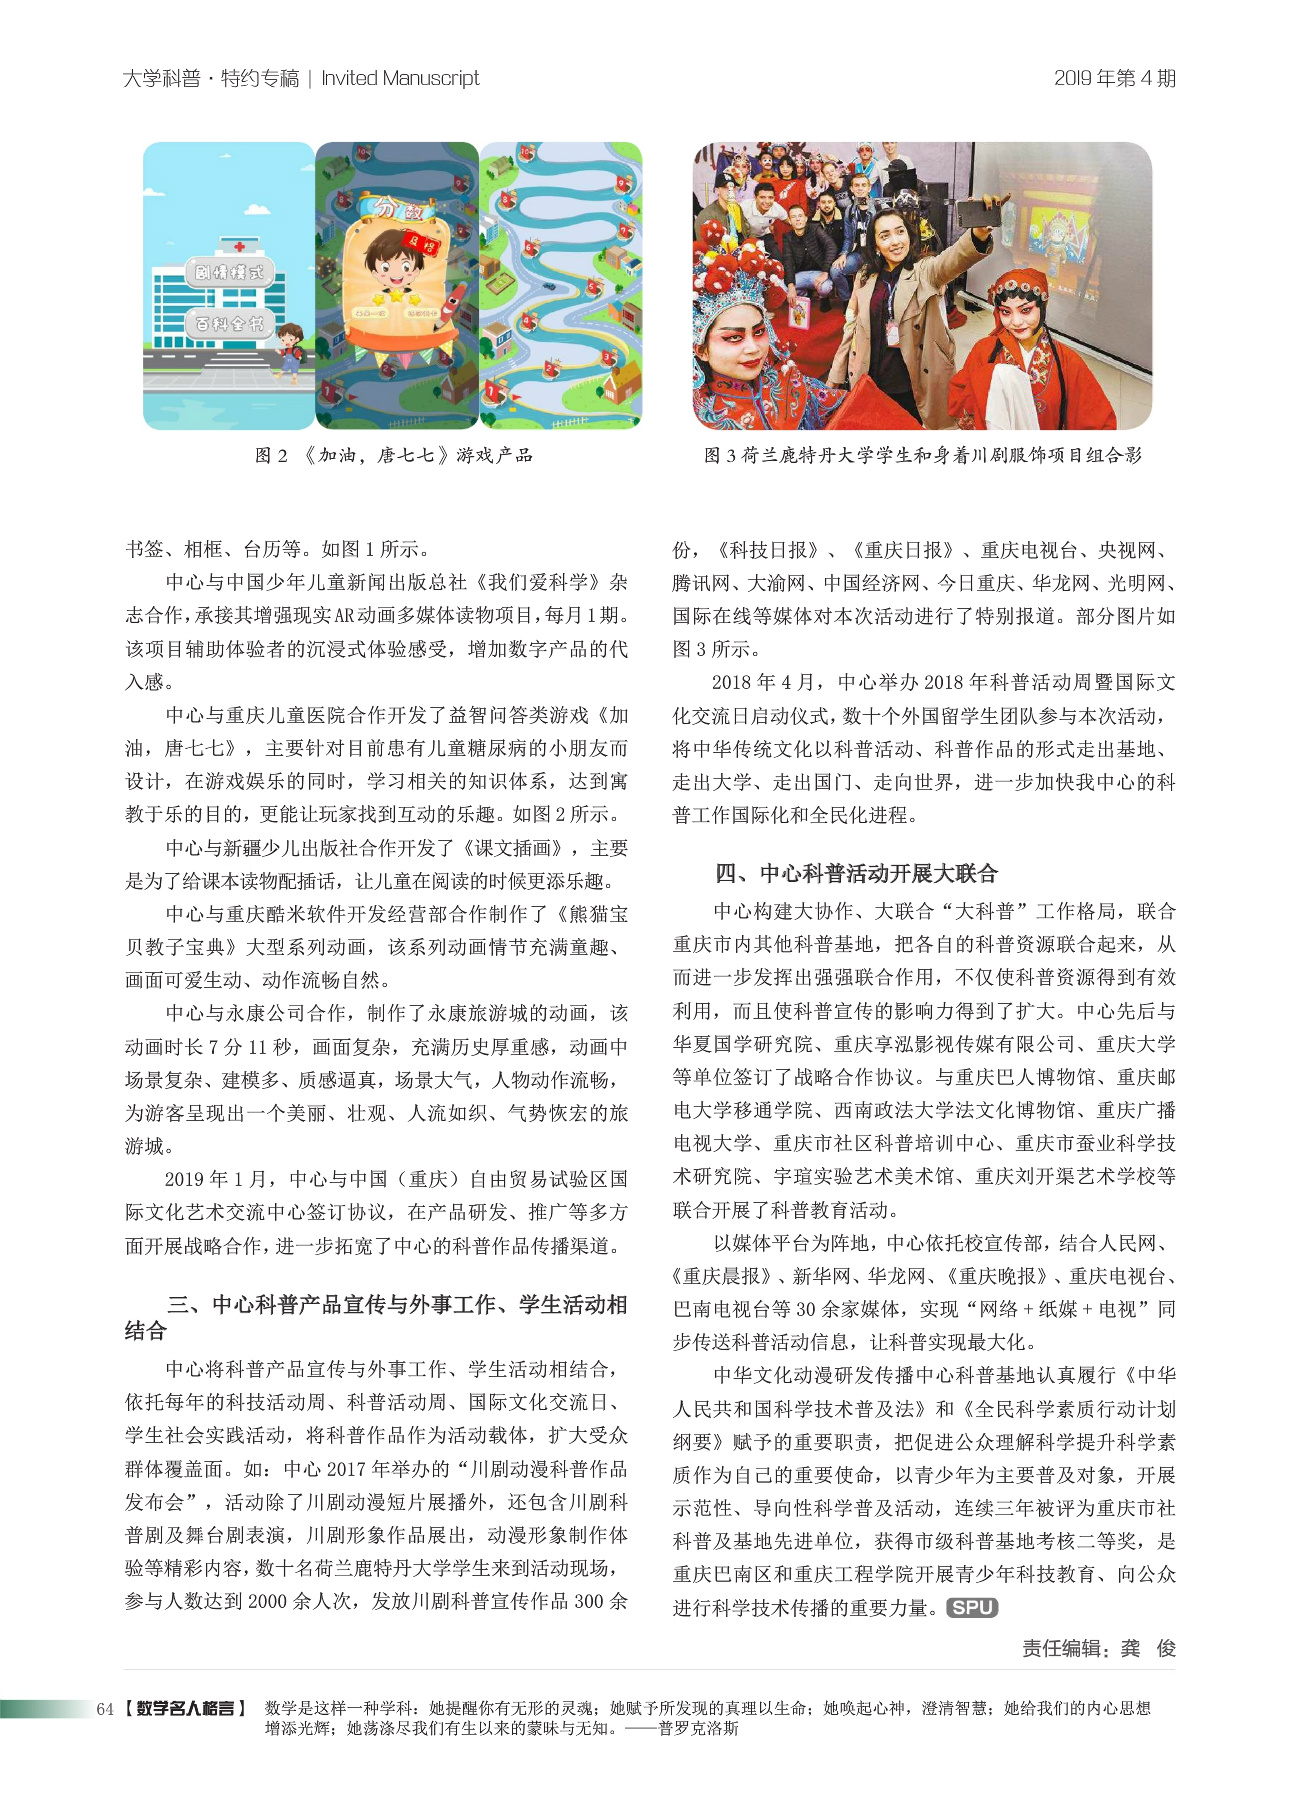 大学科普·特约专稿 | Invited Manuscript
2019 年第 4 期
剧情模式
百科全书
分数
及格
图 2 《加油，唐七七》游戏产品
图 3 荷兰鹿特丹大学学生和身着川剧服饰项目组合影
书签、相框、台历等。如图 1 所示。
中心与中国少年儿童新闻出版总社《我们爱科学》杂
志合作，承接其增强现实 AR 动画多媒体读物项目，每月 1 期。
该项目辅助体验者的沉浸式体验感受，增加数字产品的代
入感。
中心与重庆儿童医院合作开发了益智问答类游戏《加
油，唐七七》，主要针对目前患有儿童糖尿病的小朋友而
设计，在游戏娱乐的同时，学习相关的知识体系，达到寓
教于乐的目的，更能让玩家找到互动的乐趣。如图 2 所示。
中心与新疆少儿出版社合作开发了《课文插画》，主要
是为了给课本读物配插话，让儿童在阅读的时候更添乐趣。
中心与重庆酷米软件开发经营部合作制作了《熊猫宝
贝教子宝典》大型系列动画，该系列动画情节充满童趣、
画面可爱生动、动作流畅自然。
中心与永康公司合作，制作了永康旅游城的动画，该
动画时长 7 分 11 秒，画面复杂，充满历史厚重感，动画中
场景复杂、建模多、质感逼真，场景大气，人物动作流畅，
为游客呈现出一个美丽、壮观、人流如织、气势恢宏的旅
游城。
2019 年 1 月，中心与中国（重庆）自由贸易试验区国
际文化艺术交流中心签订协议，在产品研发、推广等多方
面开展战略合作，进一步拓宽了中心的科普作品传播渠道。
三、中心科普产品宣传与外事工作、学生活动相
结合
中心将科普产品宣传与外事工作、学生活动相结合，
依托每年的科技活动周、科普活动周、国际文化交流日、
学生社会实践活动，将科普作品作为活动载体，扩大受众
群体覆盖面。如：中心 2017 年举办的“川剧动漫科普作品
发布会”，活动除了川剧动漫短片展播外，还包含川剧科
普剧及舞台剧表演，川剧形象作品展出，动漫形象制作体
验等精彩内容，数十名荷兰鹿特丹大学学生来到活动现场，
参与人数达到 2000 余人次，发放川剧科普宣传作品 300 余
份，《科技日报》、《重庆日报》、重庆电视台、央视网、
腾讯网、大渝网、中国经济网、今日重庆、华龙网、光明网、
国际在线等媒体对本次活动进行了特别报道。部分图片如
图 3 所示。
2018 年 4 月，中心举办 2018 年科普活动周暨国际文
化交流日启动仪式，数十个外国留学生团队参与本次活动，
将中华传统文化以科普活动、科普作品的形式走出基地、
走出大学、走出国门、走向世界，进一步加快我中心的科
普工作国际化和全民化进程。
四、中心科普活动开展大联合
中心构建大协作、大联合“大科普”工作格局，联合
重庆市内其他科普基地，把各自的科普资源联合起来，从
而进一步发挥出强强联合作用，不仅使科普资源得到有效
利用，而且使科普宣传的影响力得到了扩大。中心先后与
华夏国学研究院、重庆享泓影视传媒有限公司、重庆大学
等单位签订了战略合作协议。与重庆巴人博物馆、重庆邮
电大学移通学院、西南政法大学法文化博物馆、重庆广播
电视大学、重庆市社区科普培训中心、重庆市蚕业科学技
术研究院、宇瑄实验艺术美术馆、重庆刘开渠艺术学校等
联合开展了科普教育活动。
以媒体平台为阵地，中心依托校宣传部，结合人民网、
《重庆晨报》、新华网、华龙网、《重庆晚报》、重庆电视台、
巴南电视台等 30 余家媒体，实现“网络 + 纸媒 + 电视”同
步传送科普活动信息，让科普实现最大化。
中华文化动漫研发传播中心科普基地认真履行《中华
人民共和国科学技术普及法》和《全民科学素质行动计划
纲要》赋予的重要职责，把促进公众理解科学提升科学素
质作为自己的重要使命，以青少年为主要普及对象，开展
示范性、导向性科学普及活动，连续三年被评为重庆市社
科普及基地先进单位，获得市级科普基地考核二等奖，是
重庆巴南区和重庆工程学院开展青少年科技教育、向公众
进行科学技术传播的重要力量。SPU
责任编辑：龚 俊
64 【数学名人格言】 数学是这样一种学科：她提醒你有无形的灵魂；她赋予所发现的真理以生命；她唤起心神，澄清智慧；她给我们的内心思想
增添光辉；她荡涤尽我们有生以来的蒙昧与无知。——普罗克洛斯